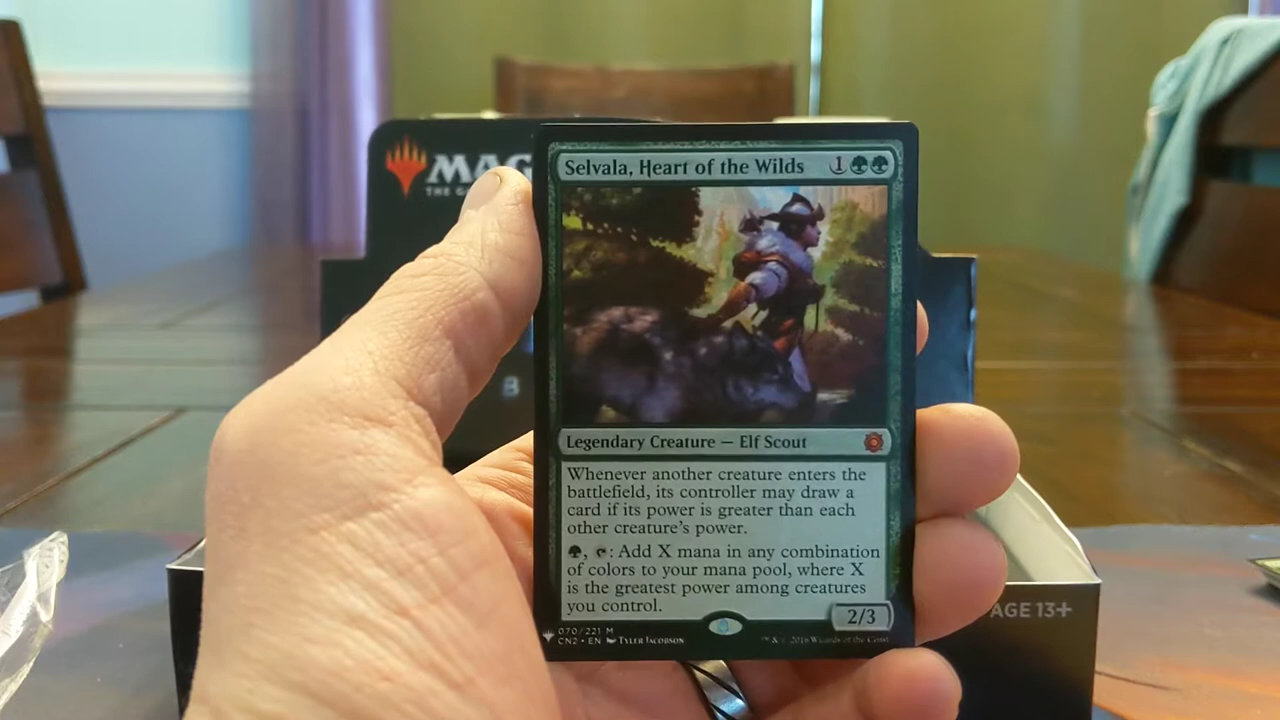 MAG
THE GA
Selvala, Heart of the Wilds 1
Legendary Creature — Elf Scout
Whenever another creature enters the
battlefield, its controller may draw a
card if its power is greater than each
other creature's power.
, : Add X mana in any combination
of colors to your mana pool, where X
is the greatest power among creatures
you control.
2/3
070/221 M
CN2 • EN TYLER JACOBSON
™ & © 2016 Wizards of the Coast
B
AGE 13+